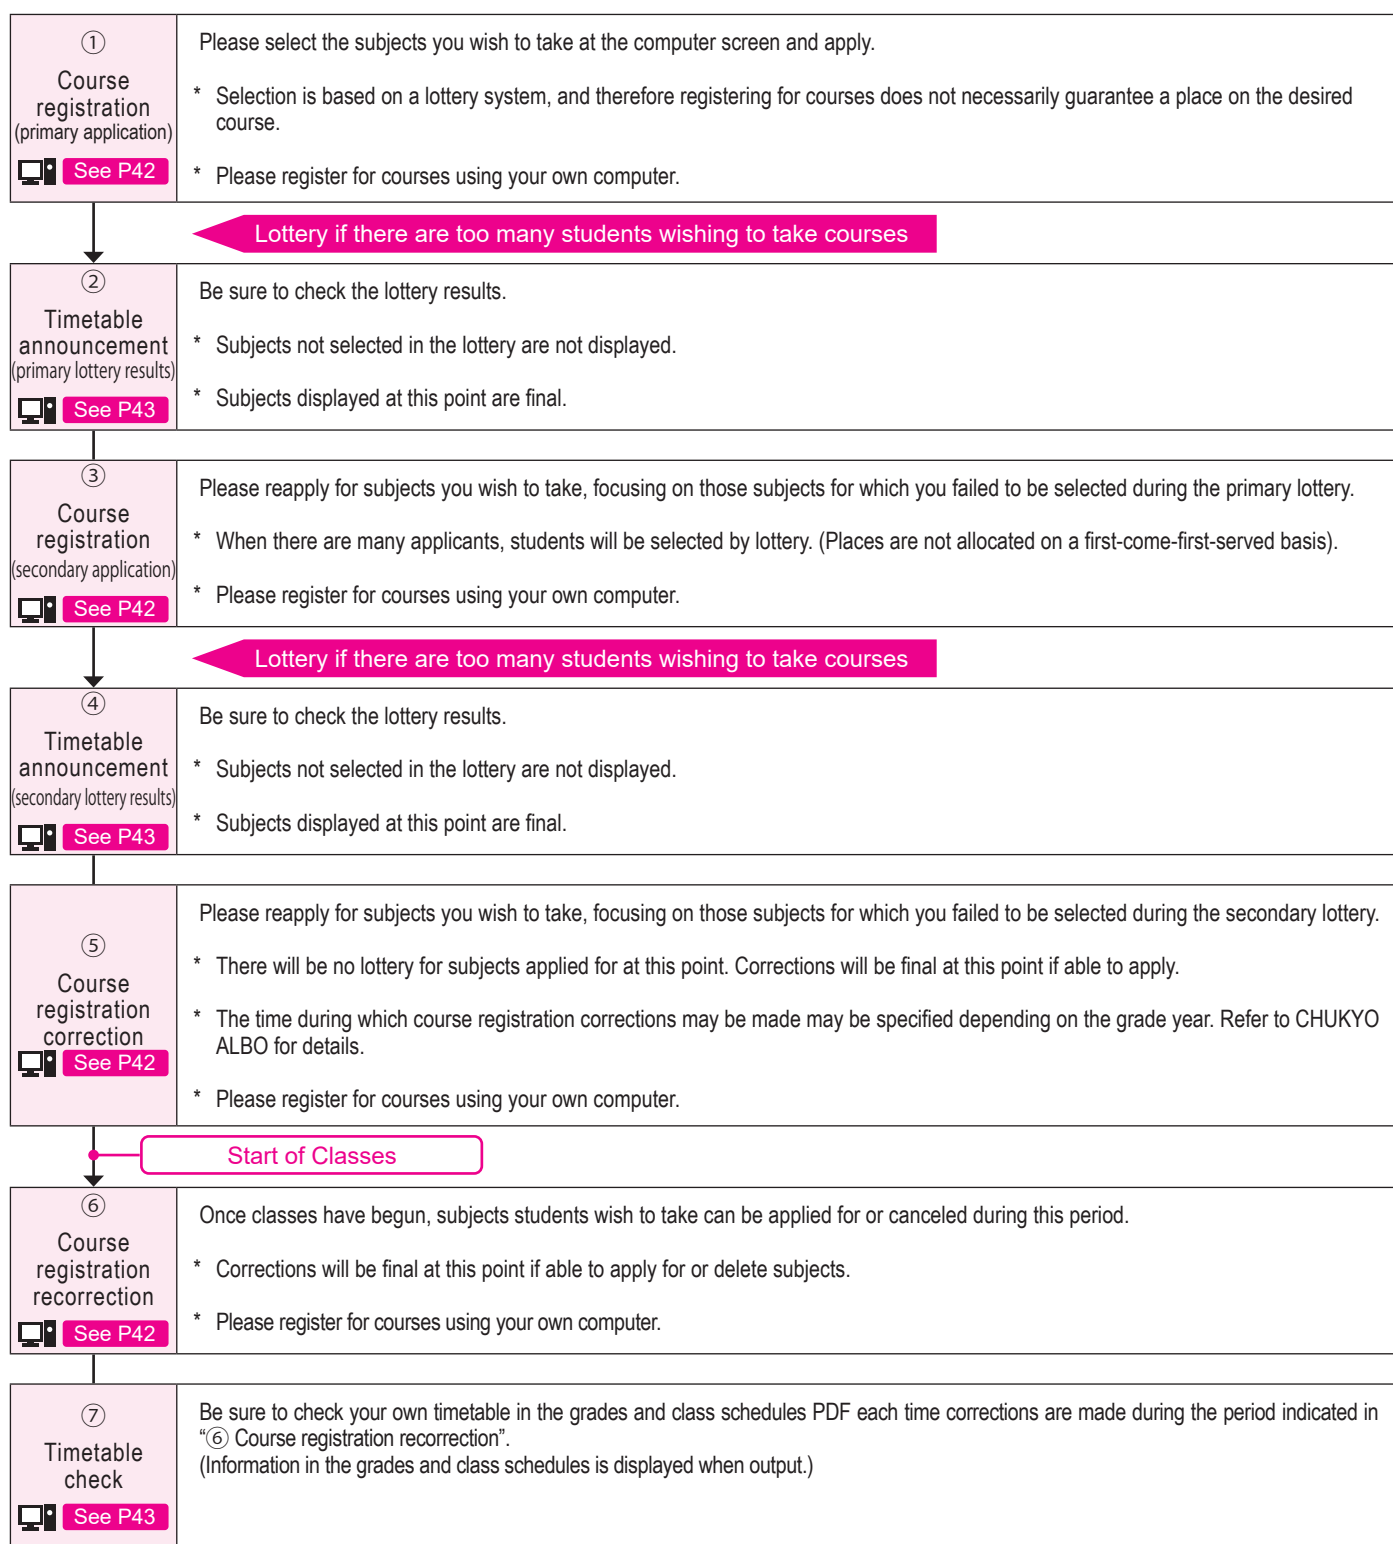 ①
Course
registration
(primary application)
See P42
Please select the subjects you wish to take at the computer screen and apply.
* Selection is based on a lottery system, and therefore registering for courses does not necessarily guarantee a place on the desired
course.
* Please register for courses using your own computer.
Lottery if there are too many students wishing to take courses
②
Timetable
announcement
(primary lottery results)
See P43
Be sure to check the lottery results.
* Subjects not selected in the lottery are not displayed.
* Subjects displayed at this point are final.
③
Course
registration
(secondary application)
See P42
Please reapply for subjects you wish to take, focusing on those subjects for which you failed to be selected during the primary lottery.
* When there are many applicants, students will be selected by lottery. (Places are not allocated on a first-come-first-served basis).
* Please register for courses using your own computer.
Lottery if there are too many students wishing to take courses
④
Timetable
announcement
(secondary lottery results)
See P43
Be sure to check the lottery results.
* Subjects not selected in the lottery are not displayed.
* Subjects displayed at this point are final.
⑤
Course
registration
correction
See P42
Please reapply for subjects you wish to take, focusing on those subjects for which you failed to be selected during the secondary lottery.
* There will be no lottery for subjects applied for at this point. Corrections will be final at this point if able to apply.
* The time during which course registration corrections may be made may be specified depending on the grade year. Refer to CHUKYO
ALBO for details.
* Please register for courses using your own computer.
Start of Classes
⑥
Course
registration
recorrection
See P42
Once classes have begun, subjects students wish to take can be applied for or canceled during this period.
* Corrections will be final at this point if able to apply for or delete subjects.
* Please register for courses using your own computer.
⑦
Timetable
check
See P43
Be sure to check your own timetable in the grades and class schedules PDF each time corrections are made during the period indicated in
“⑥ Course registration recorrection”.
(Information in the grades and class schedules is displayed when output.)